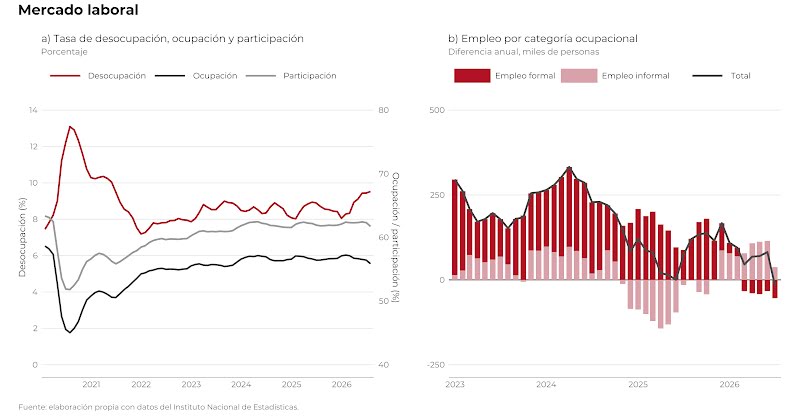 Mercado laboral
a) Tasa de desocupación, ocupación y participación
Porcentaje
Desocupación
Ocupación
Participación
14
12
10
8
6
4
2
0
Desocupación (%)
80
70
60
50
40
Ocupación / participación (%)
2021
2022
2023
2024
2025
2026
b) Empleo por categoría ocupacional
Diferencia anual, miles de personas
Empleo formal
Empleo informal
Total
500
250
0
-250
2023
2024
2025
2026
Fuente: elaboración propia con datos del Instituto Nacional de Estadísticas.